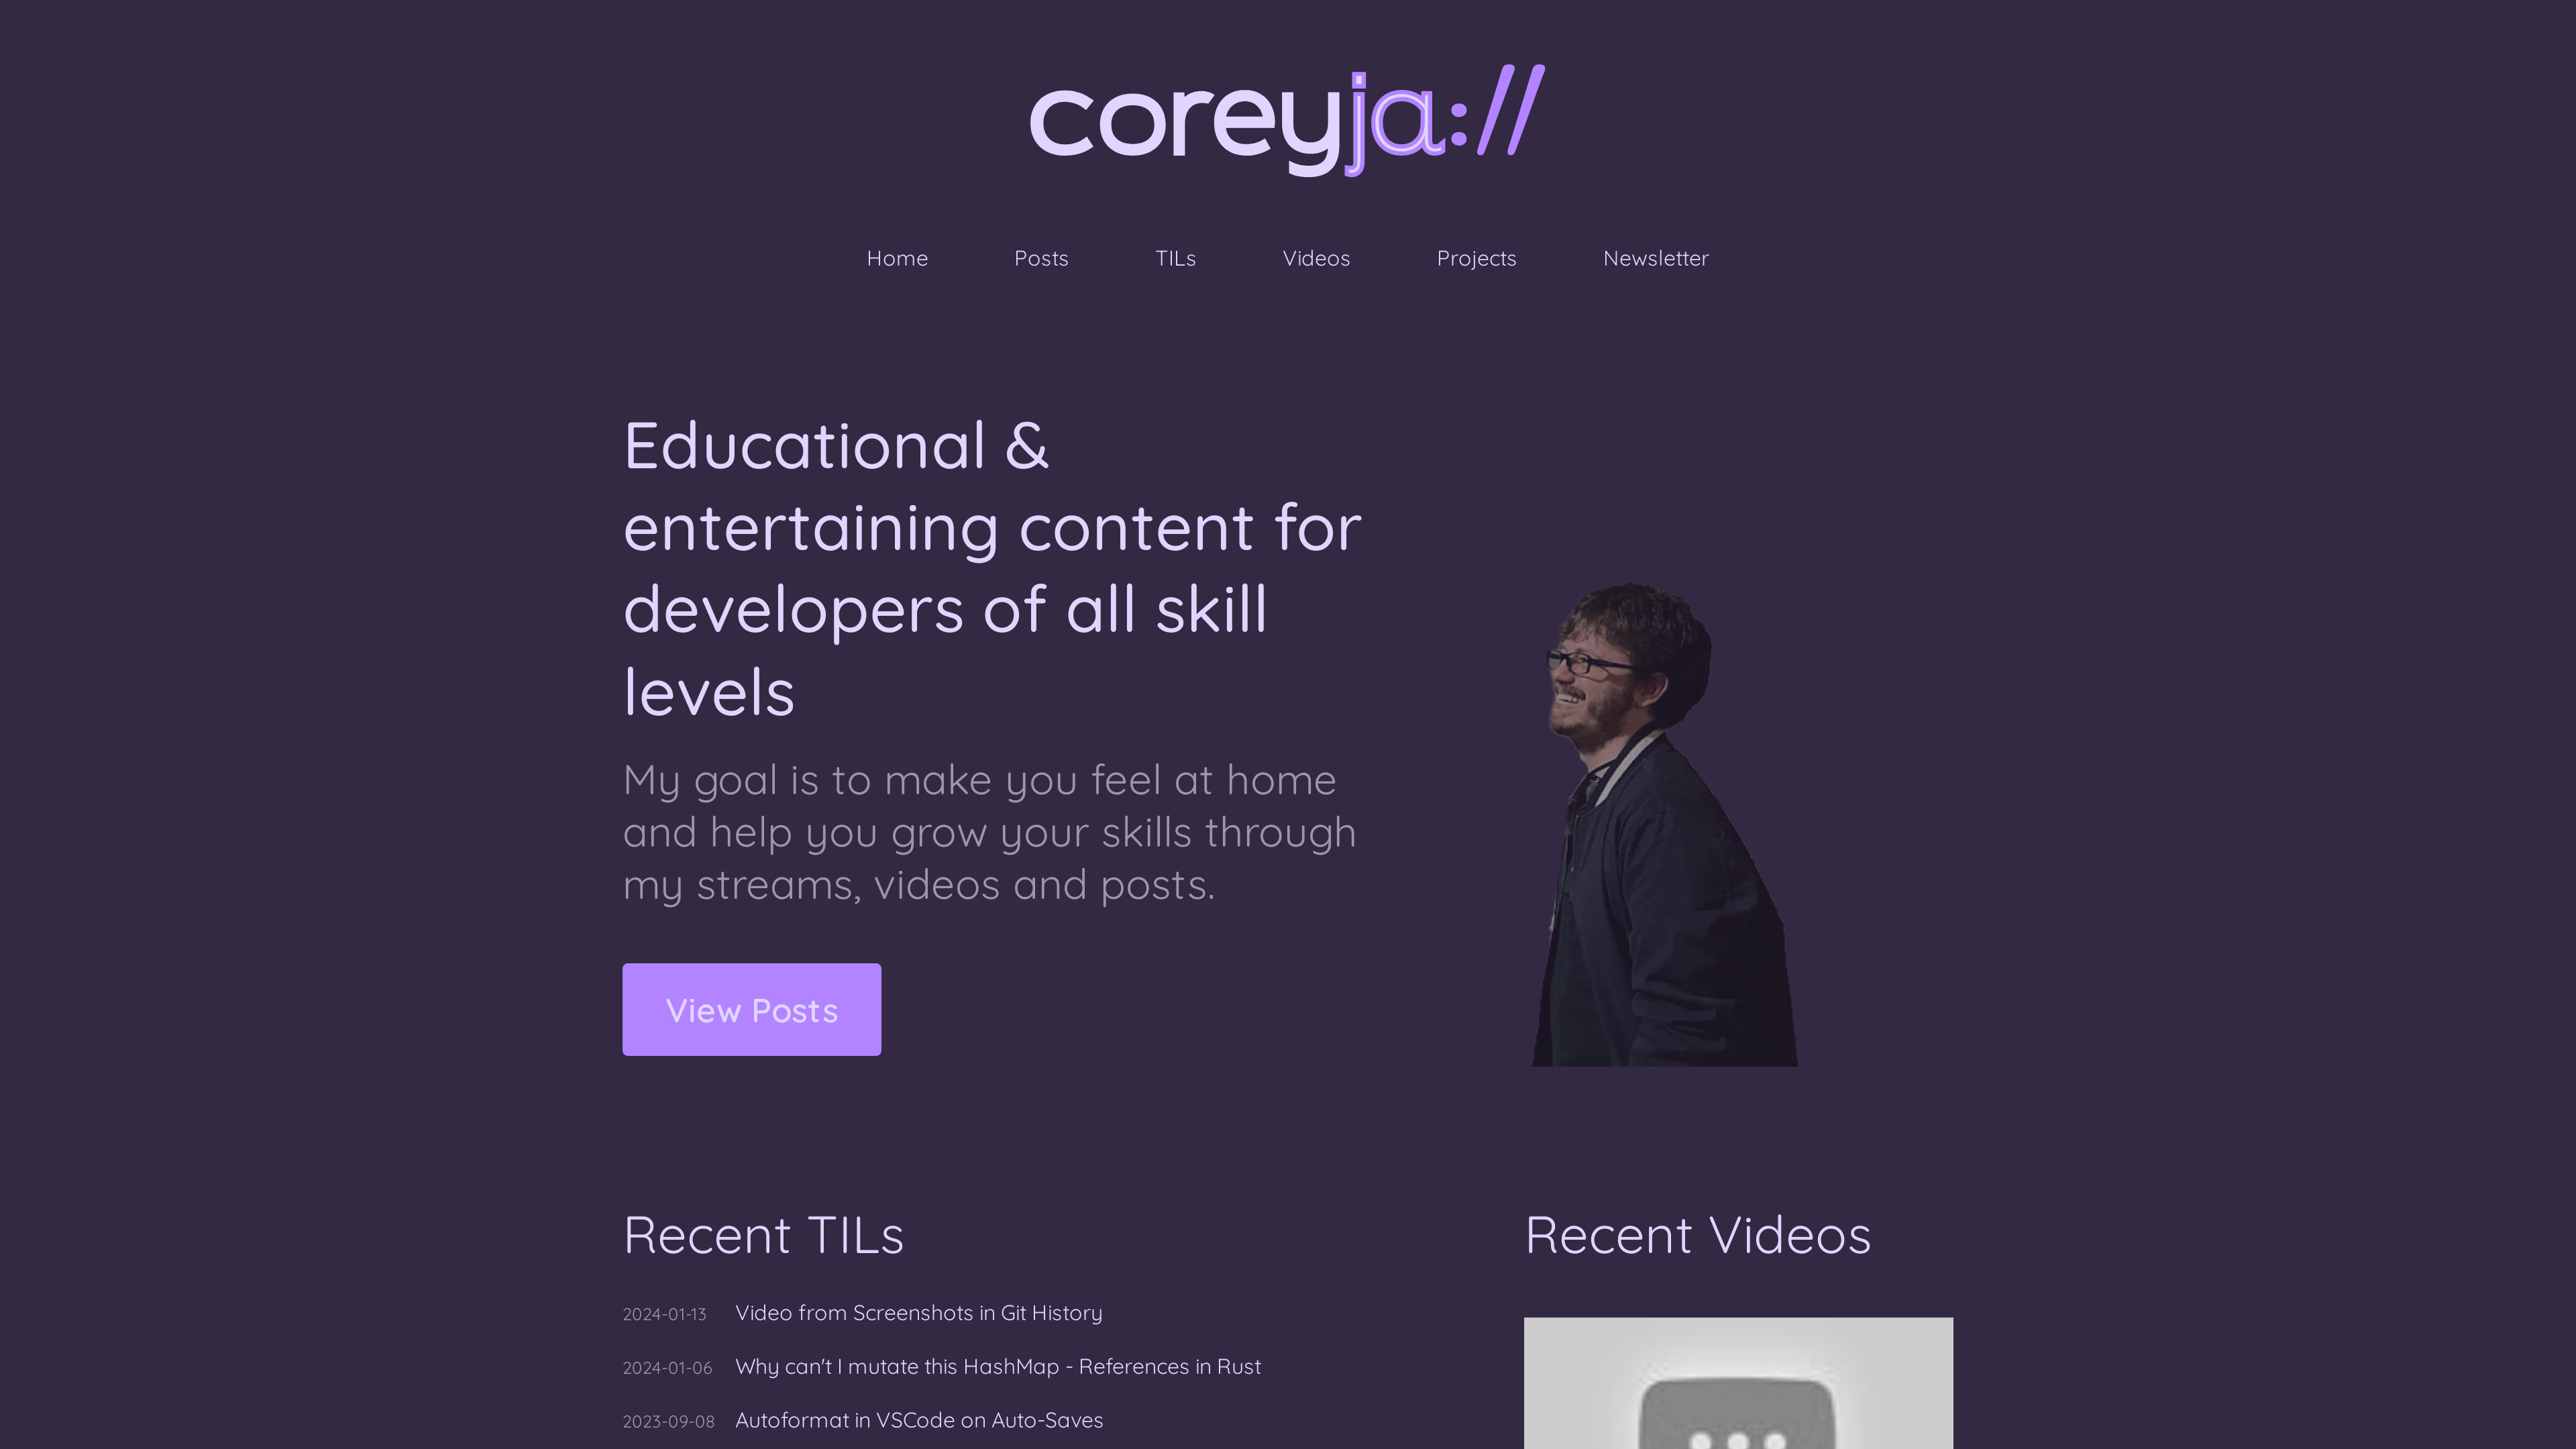 coreyja://
Home Posts TILs Videos Projects Newsletter
Educational &
entertaining content for
developers of all skill
levels
My goal is to make you feel at home
and help you grow your skills through
my streams, videos and posts.
View Posts
Recent TILs
2024-01-13 Video from Screenshots in Git History
2024-01-06 Why can't I mutate this HashMap - References in Rust
2023-09-08 Autoformat in VSCode on Auto-Saves
Recent Videos